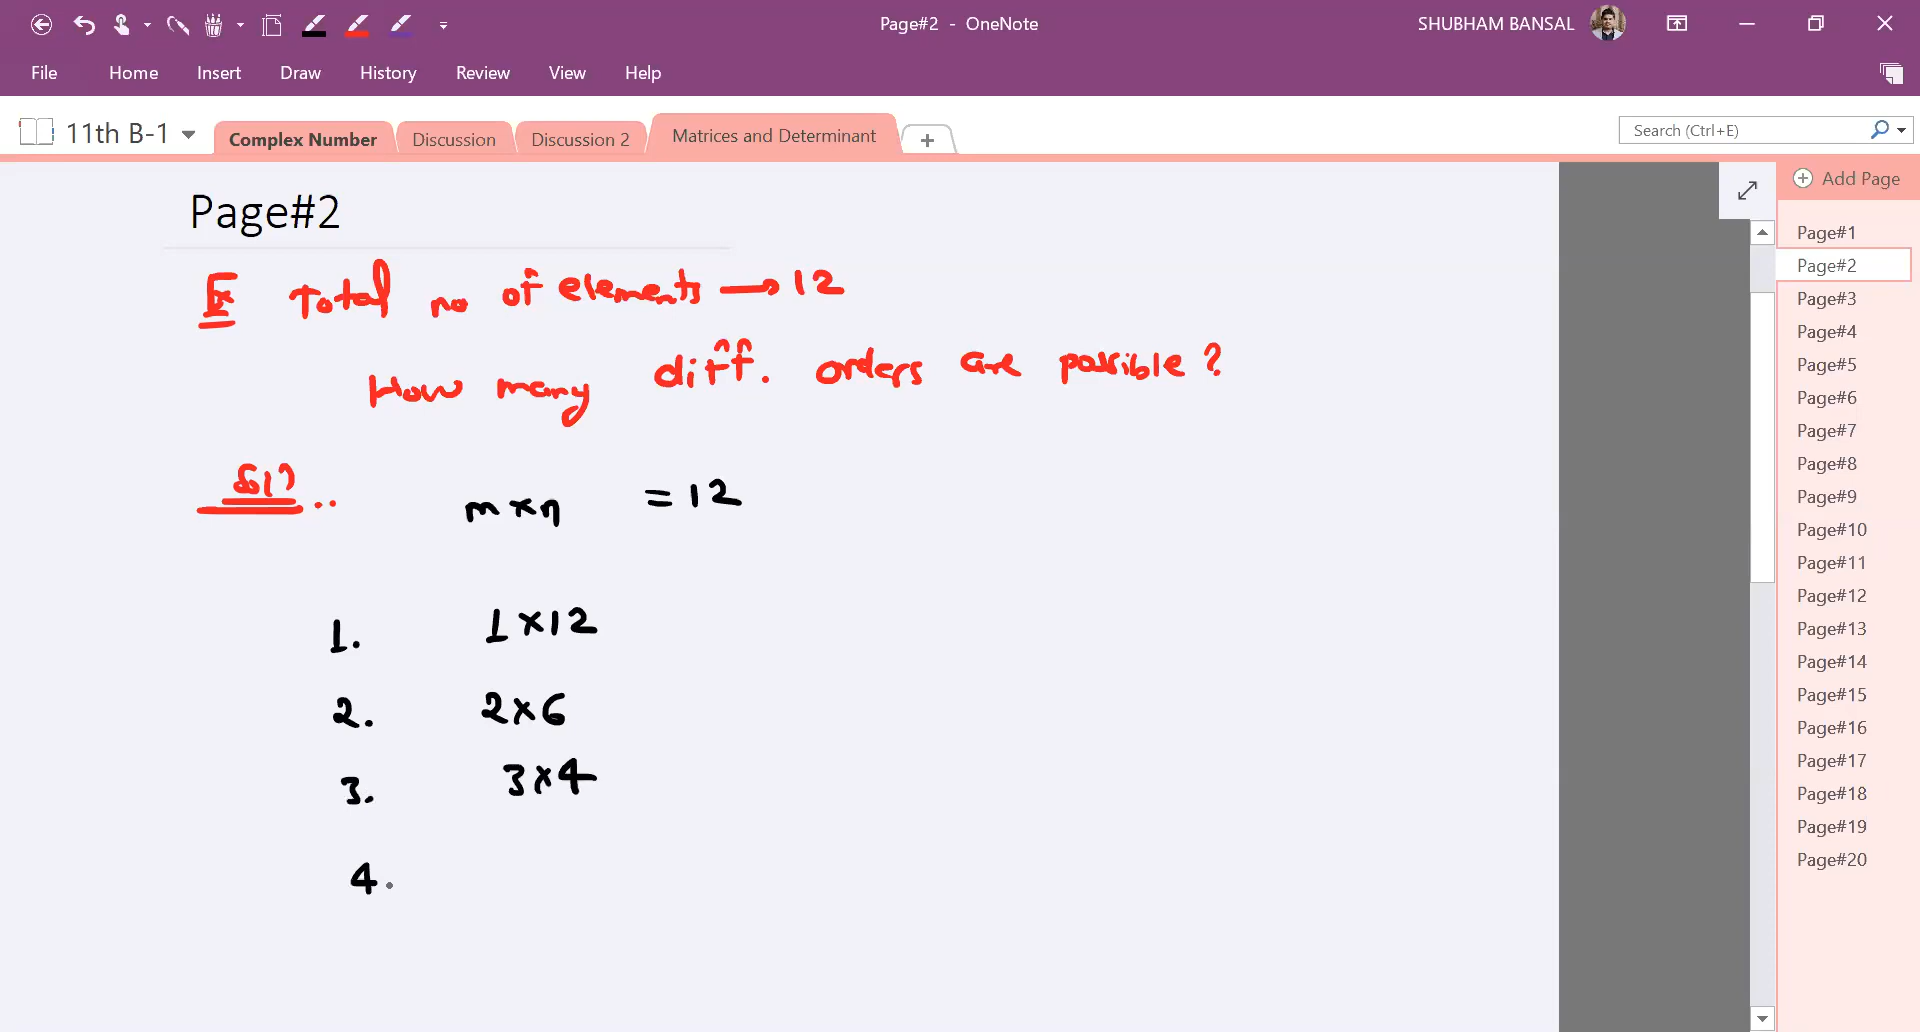 Page#2 - OneNote
SHUBHAM BANSAL
File Home Insert Draw History Review View Help
11th B-1
Complex Number
Discussion
Discussion 2
Matrices and Determinant
Search (Ctrl+E)
Add Page
Page#2
Ex Total no of elements → 12
How many diff. orders are possible?
Sol^n..
m×n = 12
1. 1×12
2. 2×6
3. 3×4
4.
Page#1
Page#2
Page#3
Page#4
Page#5
Page#6
Page#7
Page#8
Page#9
Page#10
Page#11
Page#12
Page#13
Page#14
Page#15
Page#16
Page#17
Page#18
Page#19
Page#20